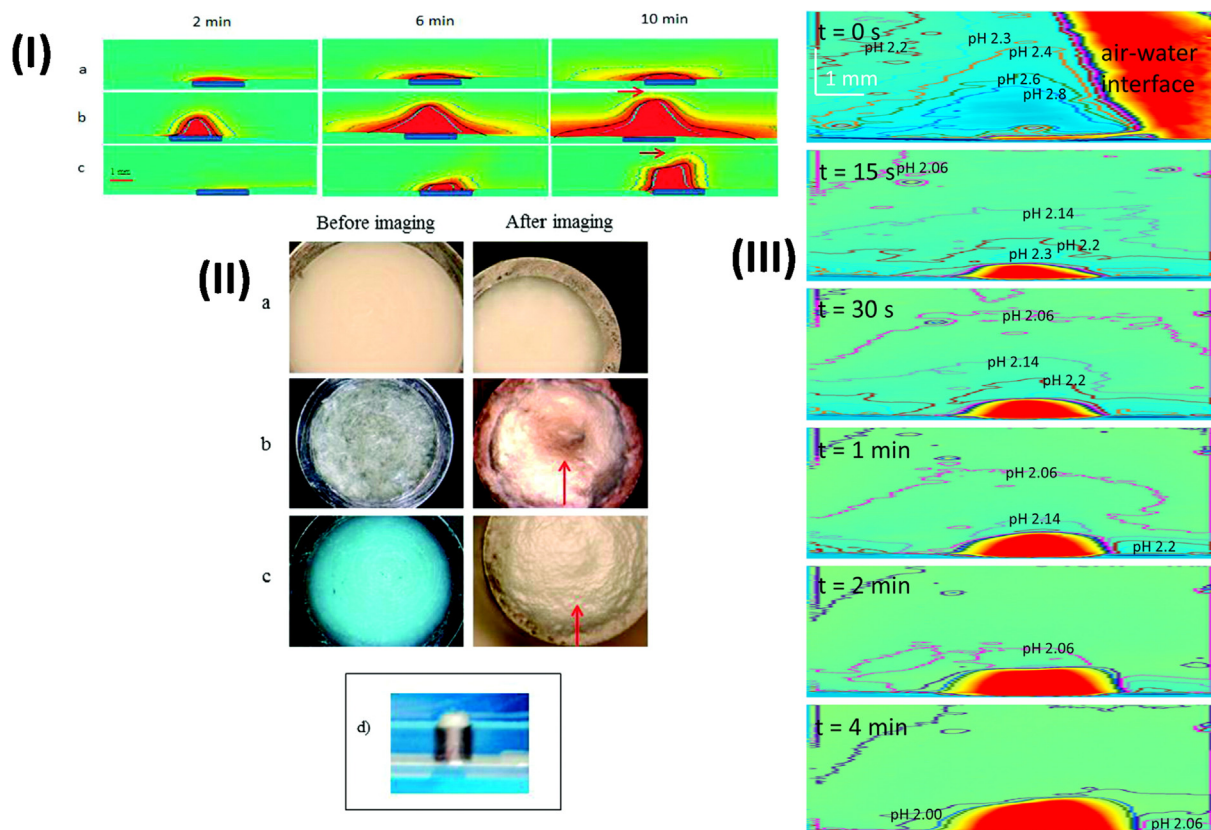 (I)
2 min 6 min 10 min
a
b
c
1 mm
(II)
Before imaging After imaging
a
b
c
d)
(III)
t = 0 s
pH 2.2
pH 2.3
pH 2.4
pH 2.6
pH 2.8
air-water
interface
1 mm
t = 15 s
pH 2.06
pH 2.14
pH 2.2
pH 2.3
t = 30 s
pH 2.06
pH 2.14
pH 2.2
t = 1 min
pH 2.06
pH 2.14
pH 2.2
t = 2 min
pH 2.06
t = 4 min
pH 2.00
pH 2.06